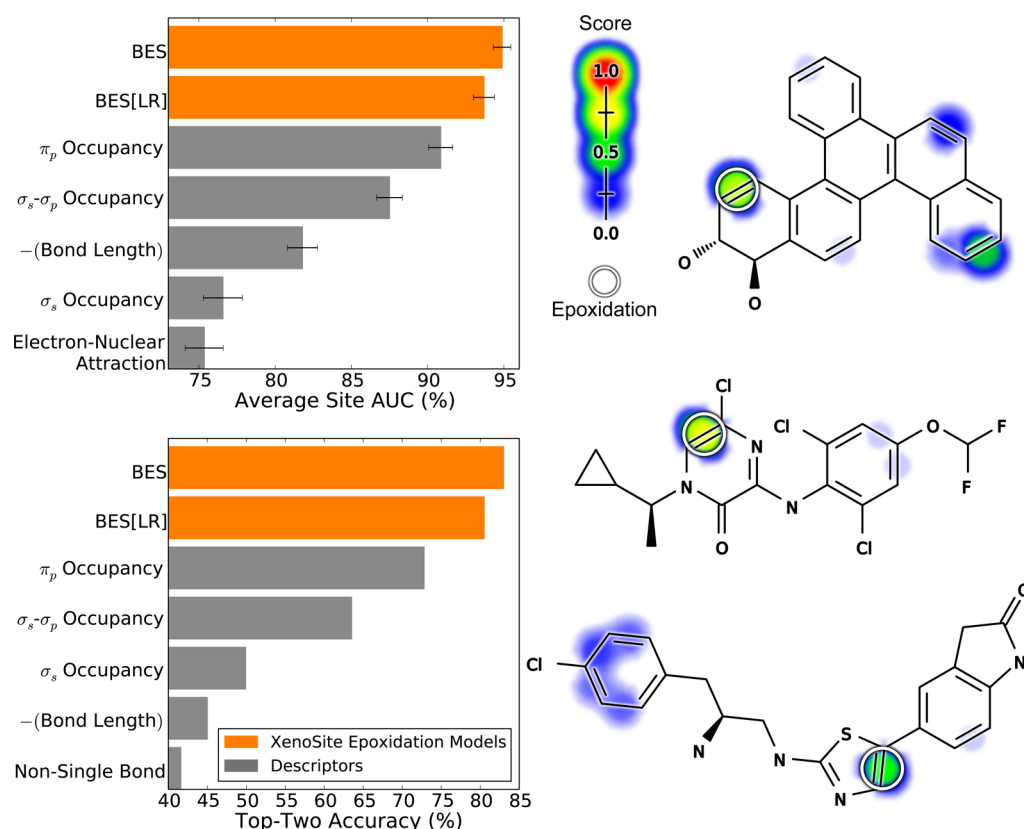 BES
BES[LR]
πp Occupancy
σs-σp Occupancy
−(Bond Length)
σs Occupancy
Electron-Nuclear
Attraction
75 80 85 90 95
Average Site AUC (%)
BES
BES[LR]
πp Occupancy
σs-σp Occupancy
σs Occupancy
−(Bond Length)
Non-Single Bond
XenoSite Epoxidation Models
Descriptors
40 45 50 55 60 65 70 75 80 85
Top-Two Accuracy (%)
Score
1.0
0.5
0.0
Epoxidation
O
O
Cl
Cl
N
O
F
F
N
N
O
Cl
Cl
N
N
S
N
O
N